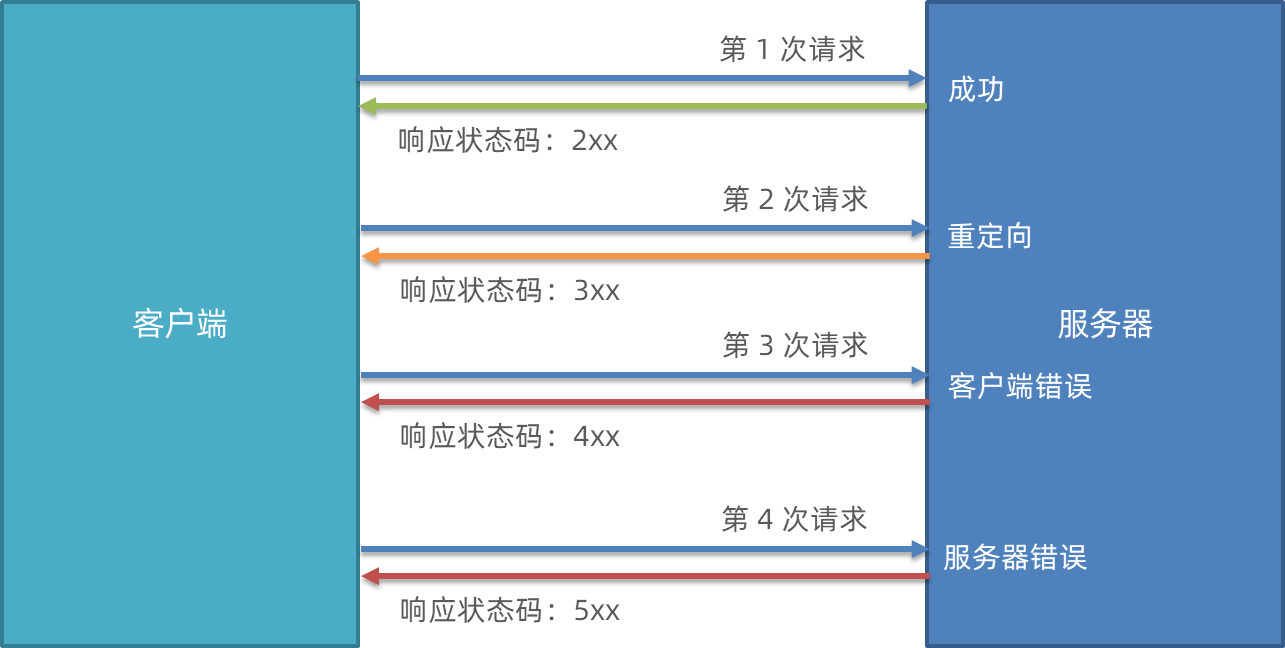 第 1 次请求
成功
响应状态码：2xx
第 2 次请求
重定向
响应状态码：3xx
客户端
服务器
第 3 次请求
客户端错误
响应状态码：4xx
第 4 次请求
服务器错误
响应状态码：5xx